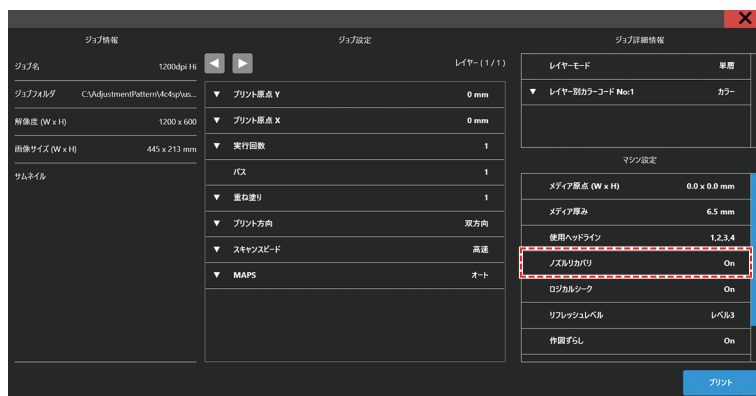 ジョブ情報
ジョブ名 1200dpi Hi
ジョブフォルダ C:\AdjustmentPattern\4c4sp\us...
解像度 (W x H) 1200 x 600
画像サイズ (W x H) 445 x 213 mm
サムネイル
ジョブ設定
レイヤー ( 1 / 1 )
プリント原点 Y 0 mm
プリント原点 X 0 mm
実行回数 1
パス 1
重ね塗り 1
プリント方向 双方向
スキャンスピード 高速
MAPS オート
ジョブ詳細情報
レイヤーモード 単層
レイヤー別カラーコード No:1 カラー
マシン設定
メディア原点 (W x H) 0.0 x 0.0 mm
メディア厚み 6.5 mm
使用ヘッドライン 1,2,3,4
ノズルリカバリ On
ロジカルシーク On
リフレッシュレベル レベル3
作図ずらし On
プリント